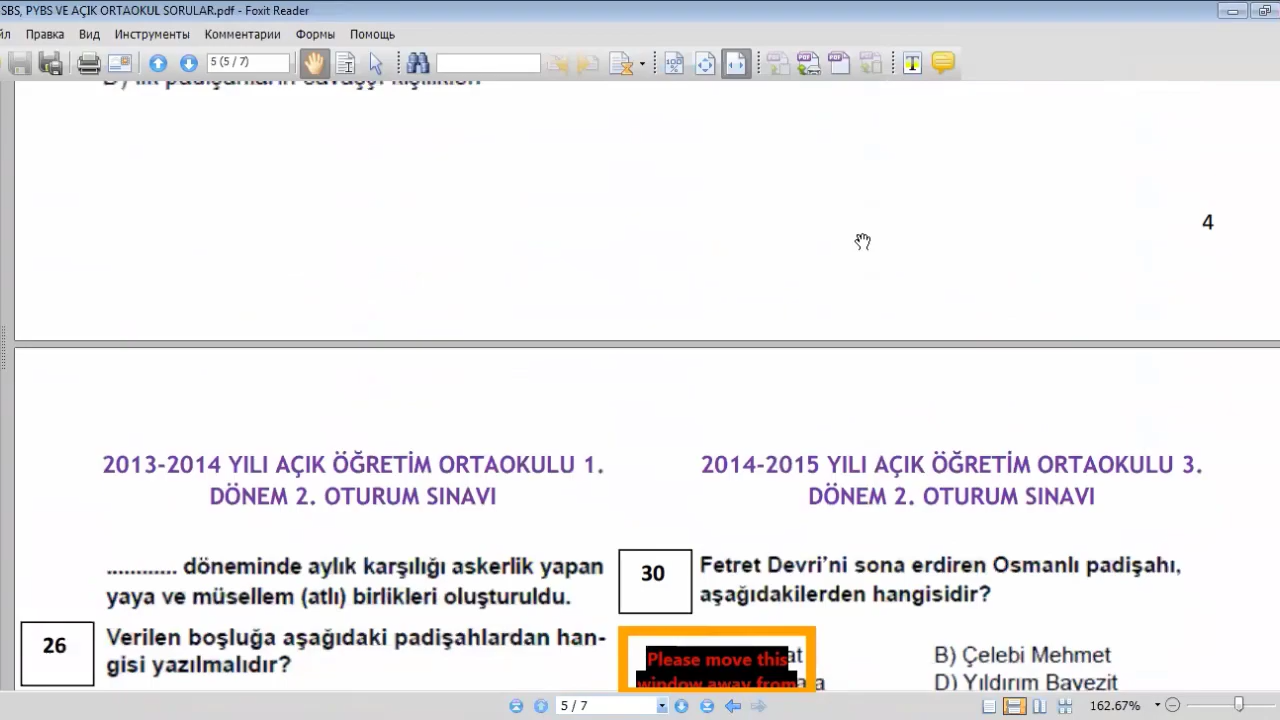 SBS, PYBS VE AÇIK ORTAOKUL SORULAR.pdf - Foxit Reader
Правка Вид Инструменты Комментарии Формы Помощь
5 (5 / 7)
4
2013-2014 YILI AÇIK ÖĞRETİM ORTAOKULU 1.
DÖNEM 2. OTURUM SINAVI
............ döneminde aylık karşılığı askerlik yapan
yaya ve müsellem (atlı) birlikleri oluşturuldu.
26
Verilen boşluğa aşağıdaki padişahlardan han-
gisi yazılmalıdır?
2014-2015 YILI AÇIK ÖĞRETİM ORTAOKULU 3.
DÖNEM 2. OTURUM SINAVI
30
Fetret Devri’ni sona erdiren Osmanlı padişahı,
aşağıdakilerden hangisidir?
Please move this
window away from
B) Çelebi Mehmet
D) Yıldırım Bayezit
5 / 7
162.67%